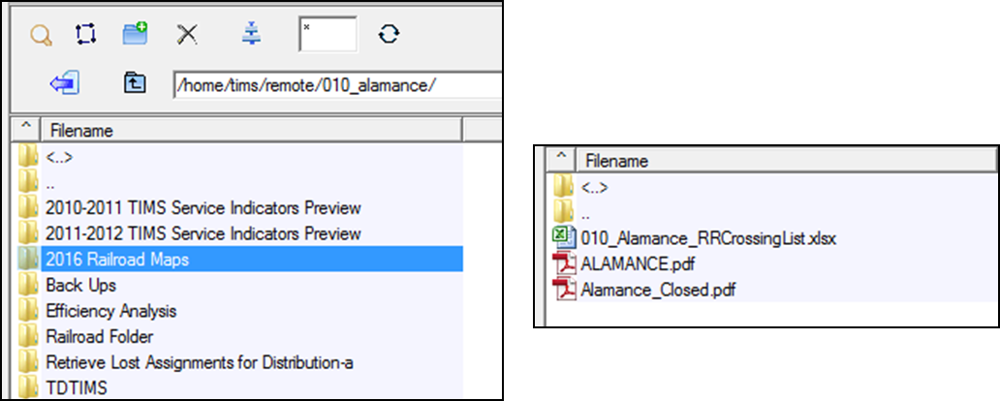 *
/home/tims/remote/010_alamance/
^ Filename
<..>
..
2010-2011 TIMS Service Indicators Preview
2011-2012 TIMS Service Indicators Preview
2016 Railroad Maps
Back Ups
Efficiency Analysis
Railroad Folder
Retrieve Lost Assignments for Distribution-a
TDTIMS
^ Filename
<..>
..
010_Alamance_RRCrossingList.xlsx
ALAMANCE.pdf
Alamance_Closed.pdf